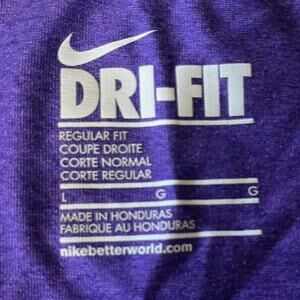 DRI-FIT
REGULAR FIT
COUPE DROITE
CORTE NORMAL
CORTE REGULAR
L G G
MADE IN HONDURAS
FABRIQUE AU HONDURAS
nikebetterworld.com